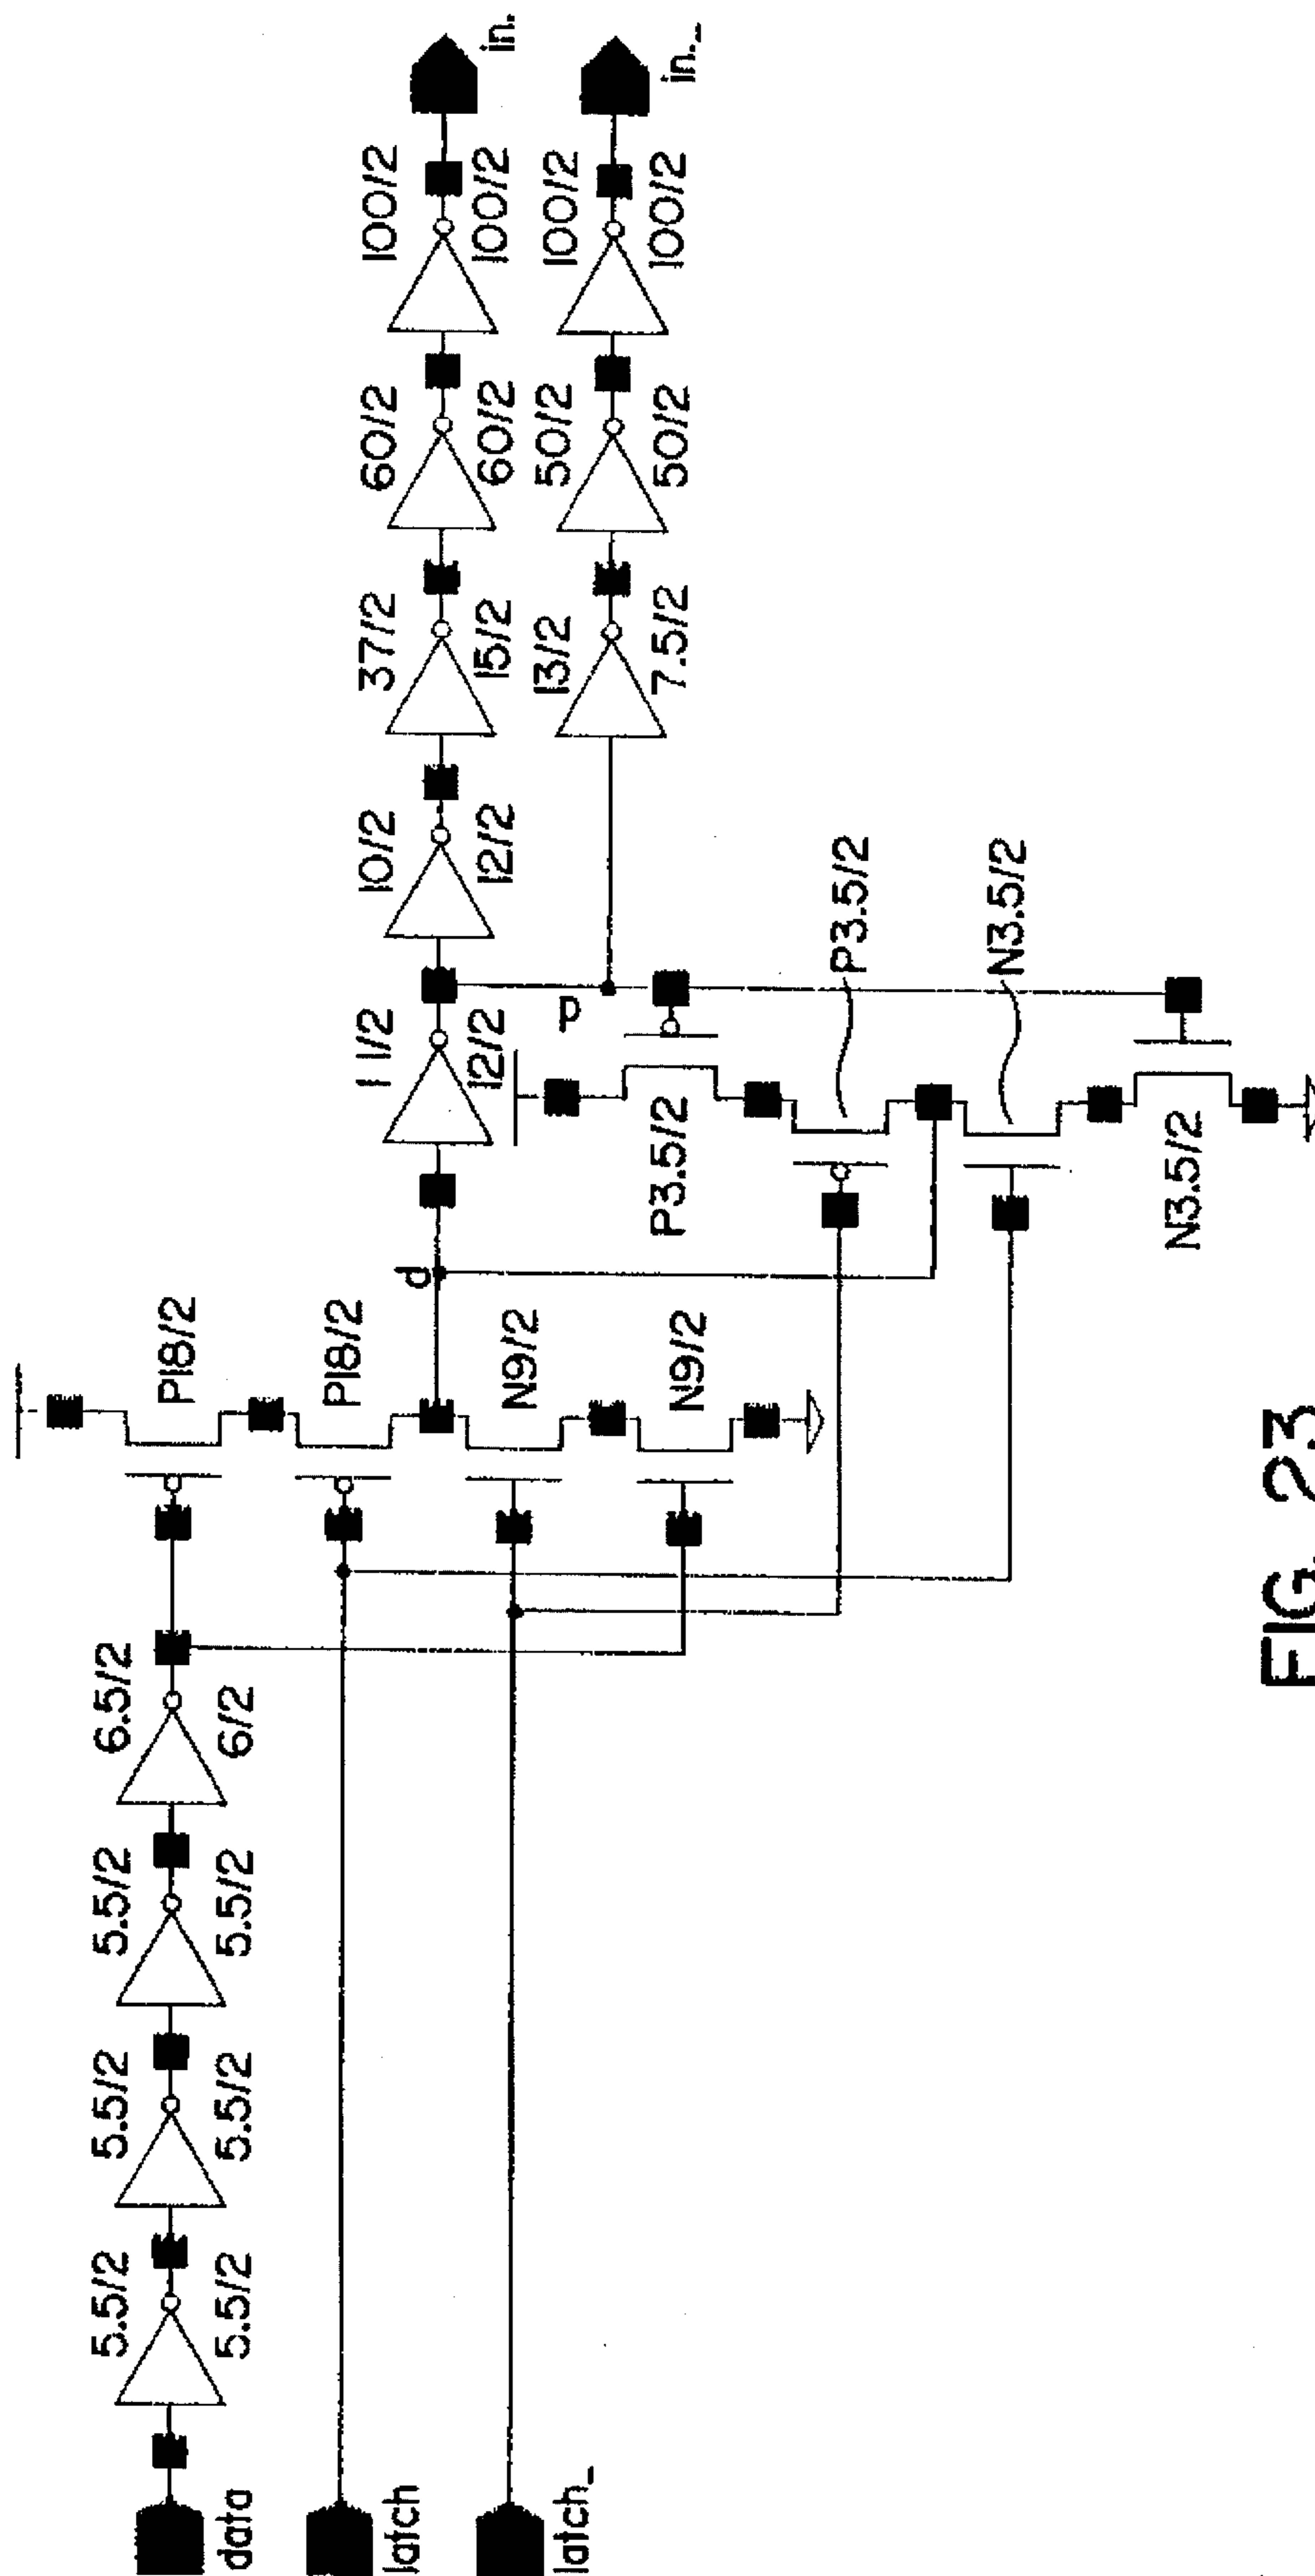 5.5/2 5.5/2 5.5/2 6.5/2
P18/2
data 5.5/2 5.5/2 5.5/2 6/2
P18/2
11/2 10/2 37/2 60/2 100/2
latch
d
12/2 12/2 15/2 60/2 100/2 in.
N9/2
13/2 50/2 100/2
p
latch_
N9/2 P3.5/2 7.5/2 50/2 100/2 in._
P3.5/2
N3.5/2
N3.5/2
FIG. 23